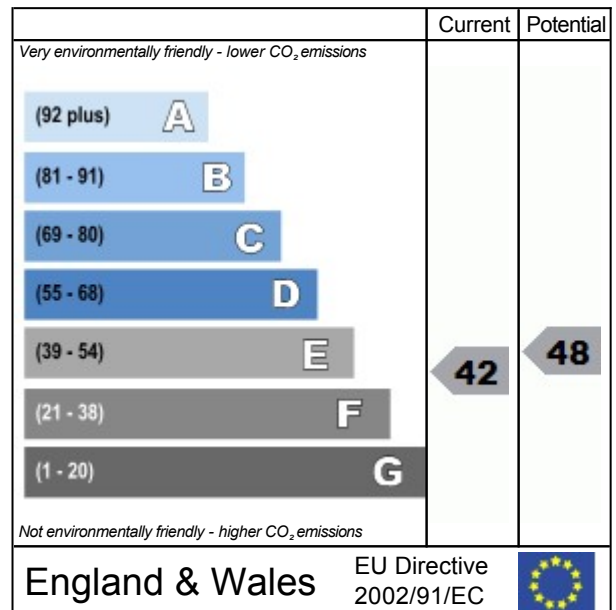 Current Potential
Very environmentally friendly - lower CO₂ emissions
(92 plus) A
(81 - 91) B
(69 - 80) C
(55 - 68) D
(39 - 54) E
42
48
(21 - 38) F
(1 - 20) G
Not environmentally friendly - higher CO₂ emissions
England & Wales
EU Directive
2002/91/EC